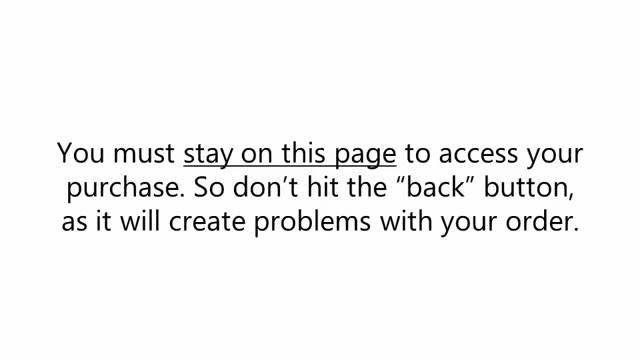 You must stay on this page to access your
purchase. So don’t hit the “back” button,
as it will create problems with your order.